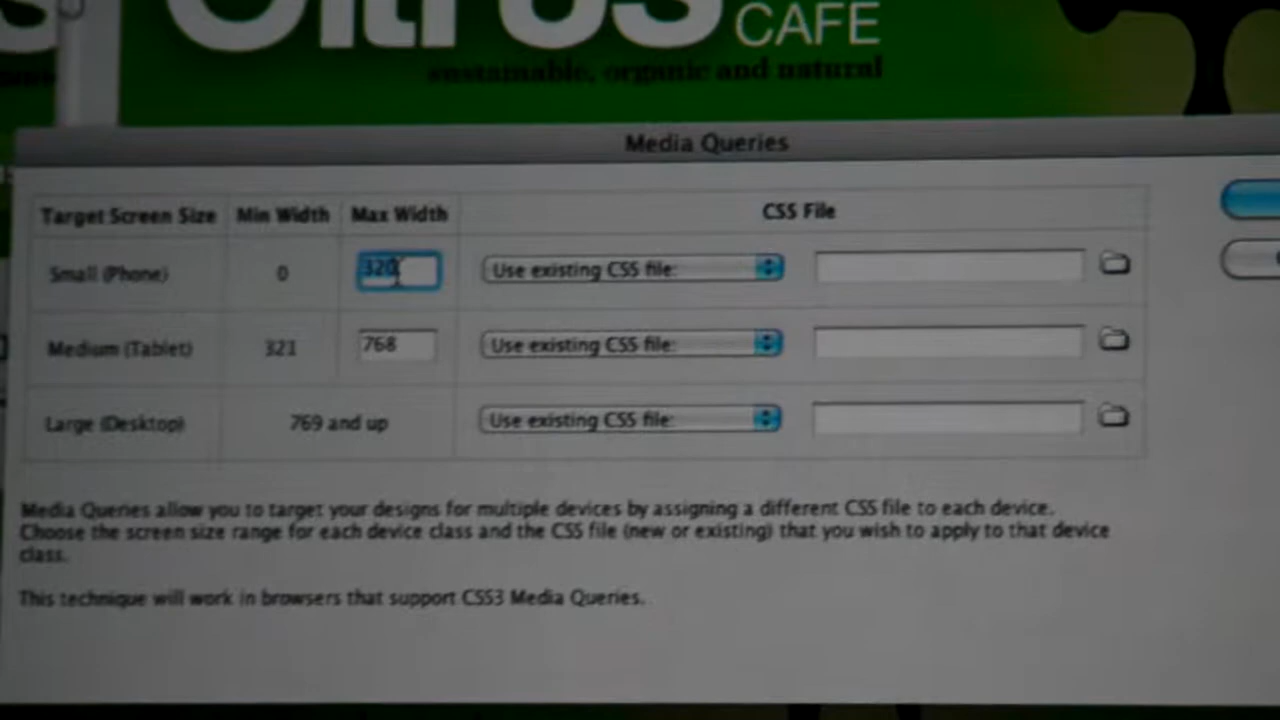 CAFE
sustainable, organic and natural
Media Queries
Target Screen Size Min Width Max Width CSS File
Small (Phone) 0 320 Use existing CSS file:
Medium (Tablet) 321 768 Use existing CSS file:
Large (Desktop) 769 and up Use existing CSS file:
Media Queries allow you to target your designs for multiple devices by assigning a different CSS file to each device.
Choose the screen size range for each device class and the CSS file (new or existing) that you wish to apply to that device
class.
This technique will work in browsers that support CSS3 Media Queries.